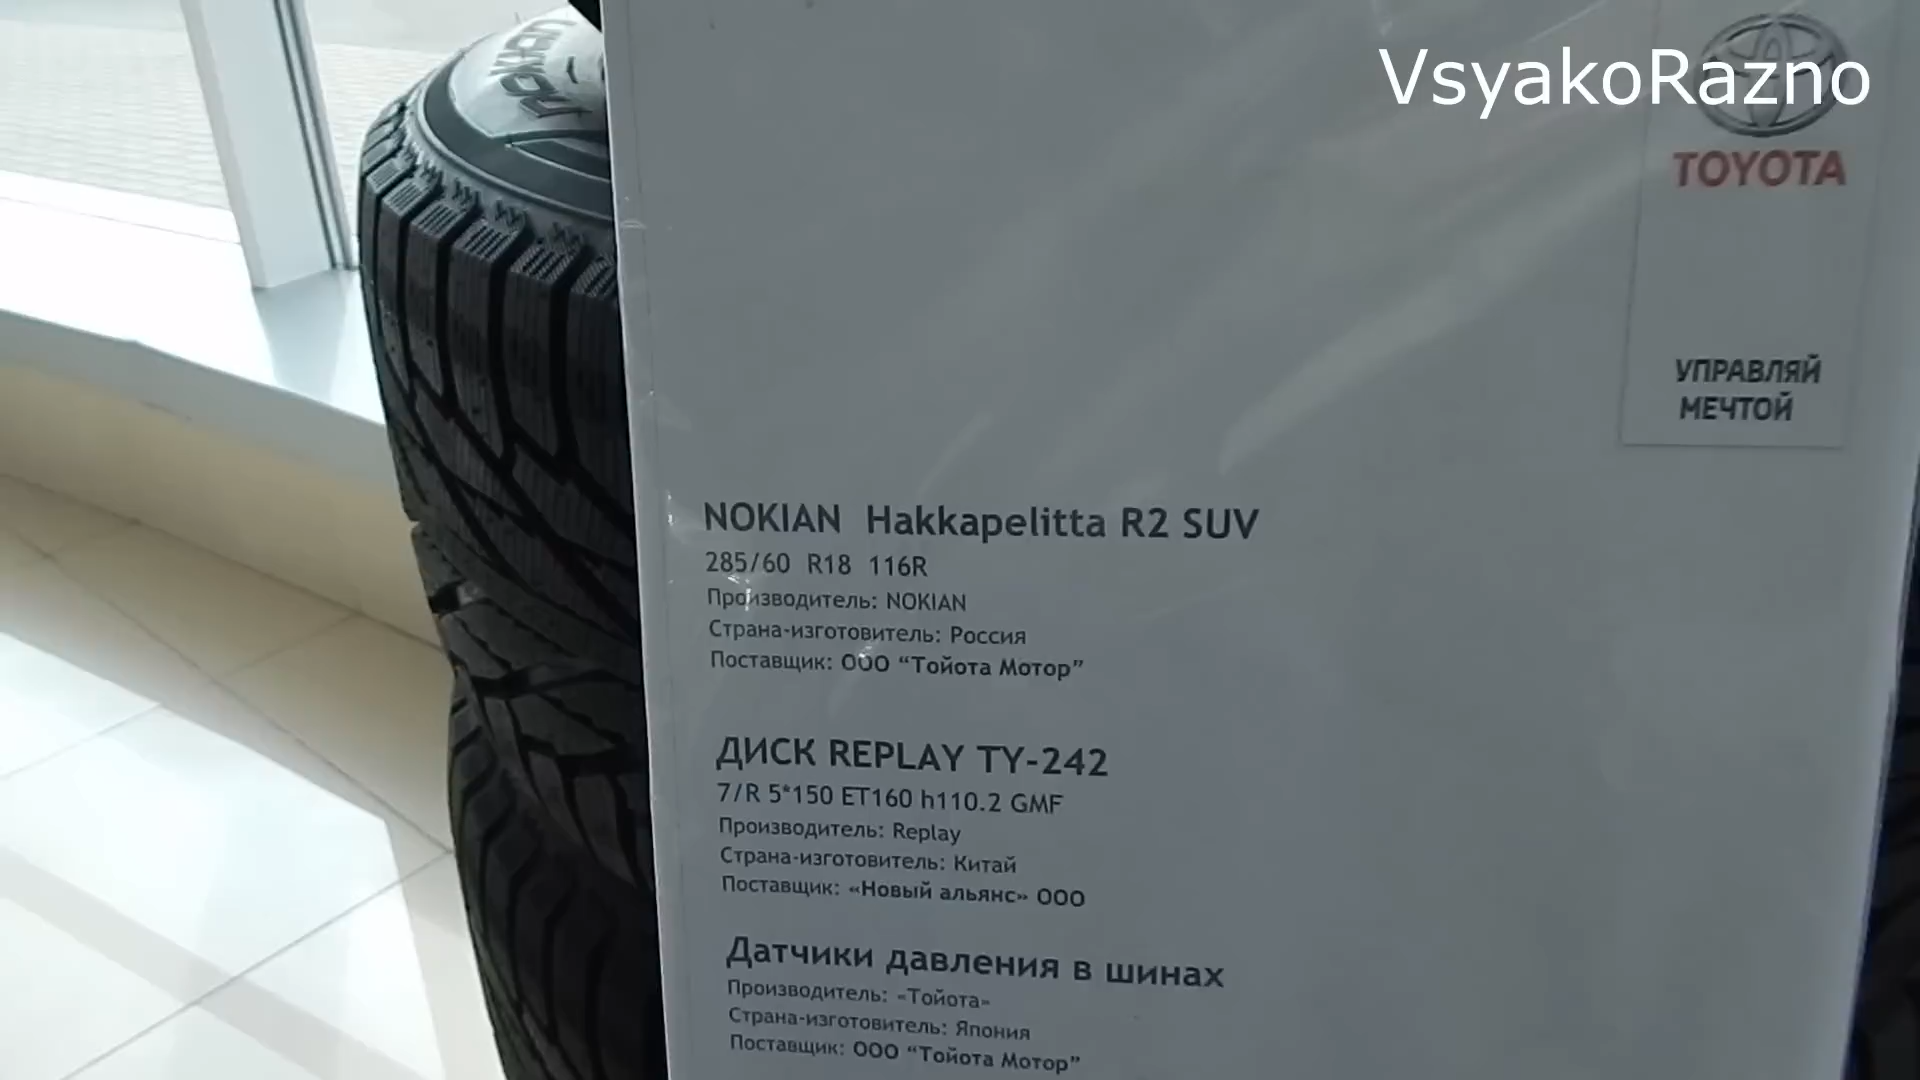 NOKIAN
VsyakoRazno
TOYOTA
УПРАВЛЯЙ
МЕЧТОЙ
NOKIAN Hakkapelitta R2 SUV
285/60 R18 116R
Производитель: NOKIAN
Страна-изготовитель: Россия
Поставщик: ООО “Тойота Мотор”
ДИСК REPLAY TY-242
7/R 5*150 ET160 h110.2 GMF
Производитель: Replay
Страна-изготовитель: Китай
Поставщик: «Новый альянс» ООО
Датчики давления в шинах
Производитель: «Тойота»
Страна-изготовитель: Япония
Поставщик: ООО “Тойота Мотор”